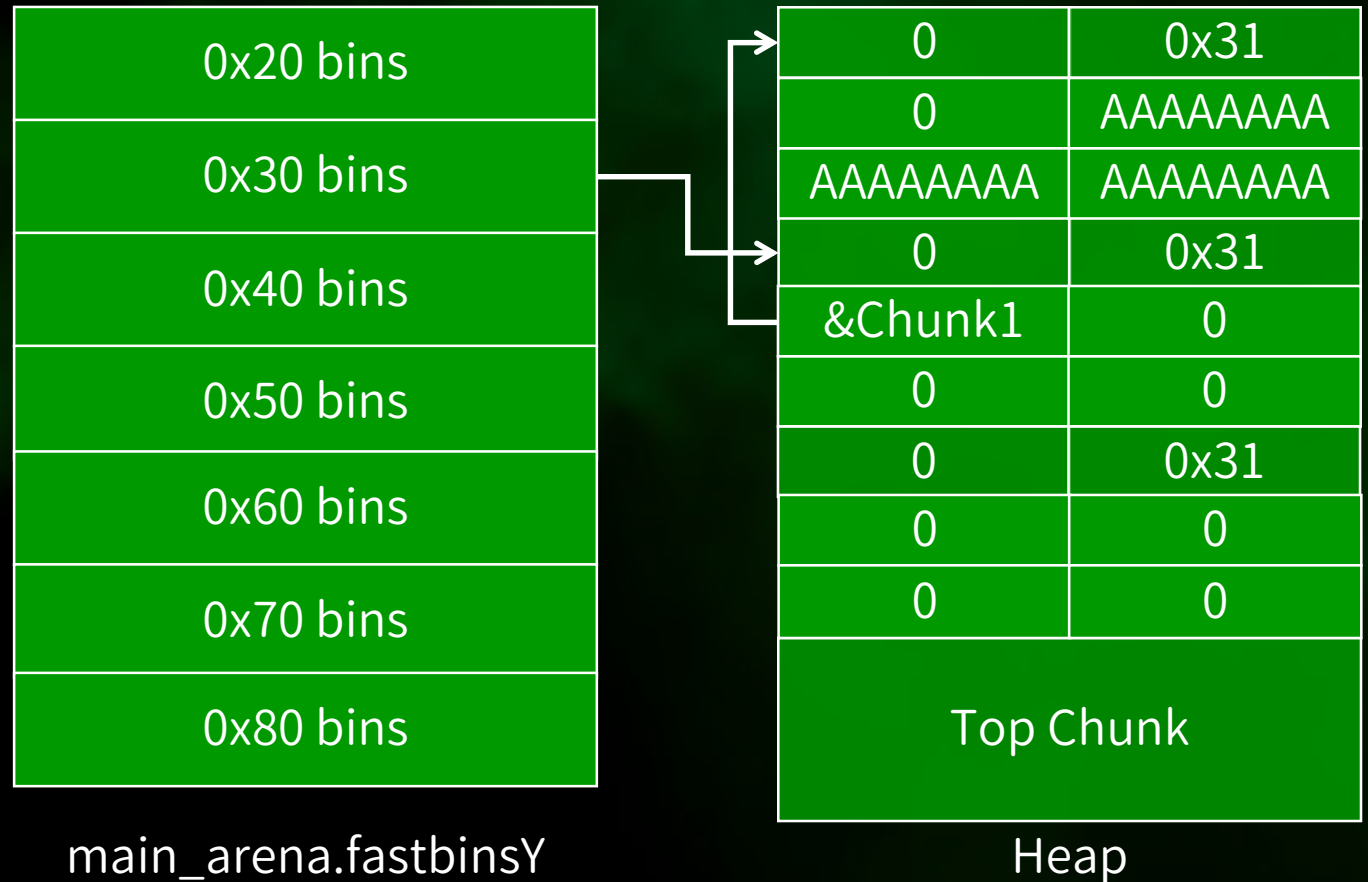 0x20 bins
0x30 bins
0x40 bins
0x50 bins
0x60 bins
0x70 bins
0x80 bins
main_arena.fastbinsY
0 0x31
0 AAAAAAAA
AAAAAAAA AAAAAAAA
0 0x31
&Chunk1 0
0 0
0 0x31
0 0
0 0
Top Chunk
Heap